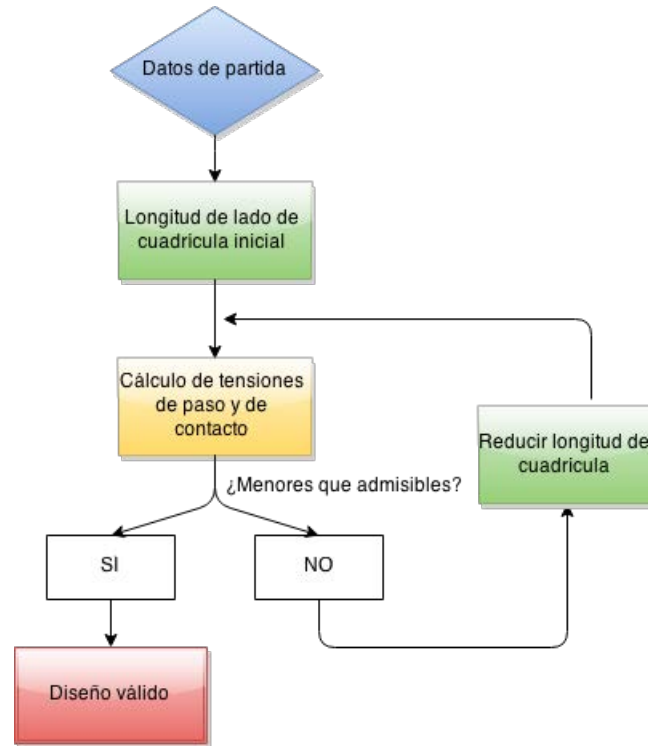 Datos de partida
Longitud de lado de
cuadricula inicial
Cálculo de tensiones
de paso y de
contacto
Reducir longitud de
cuadricula
¿Menores que admisibles?
SI
NO
Diseño válido